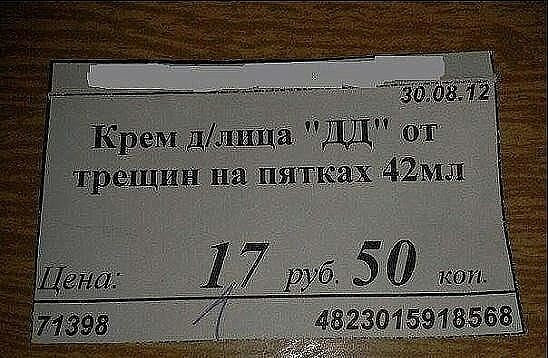 30.08.12
Крем д/лица "ДД" от
трещин на пятках 42мл
Цена: 17 руб. 50 коп.
71398 4823015918568